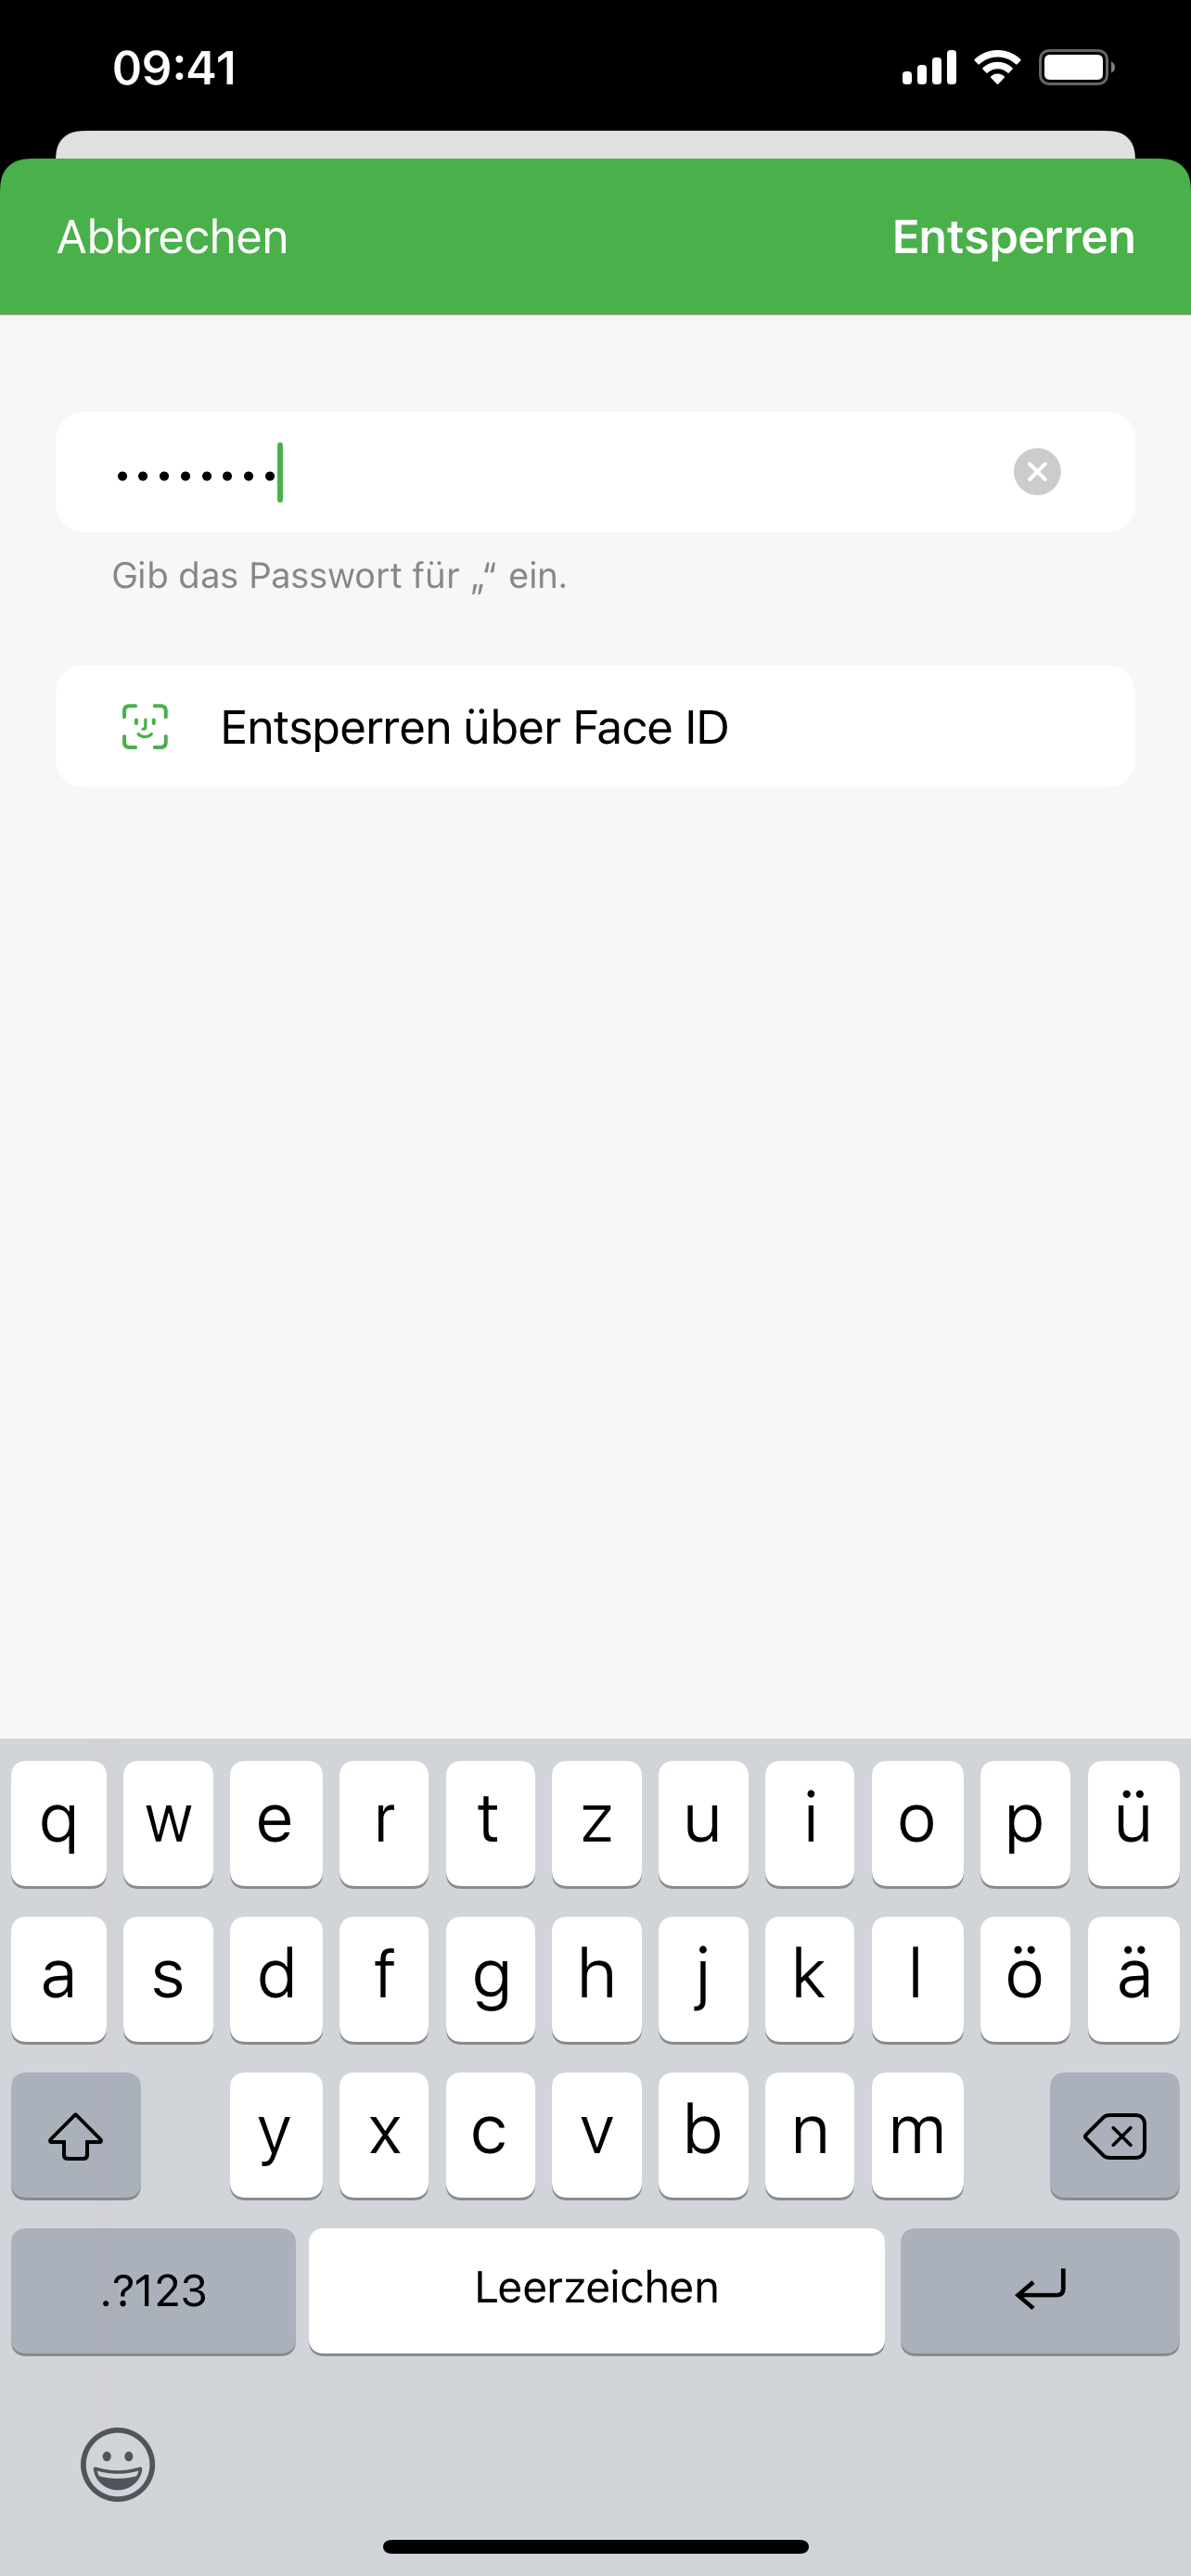 09:41
Abbrechen
Entsperren
••••••••
Gib das Passwort für „“ ein.
Entsperren über Face ID
q w e r t z u i o p ü
a s d f g h j k l ö ä
y x c v b n m
.?123 Leerzeichen